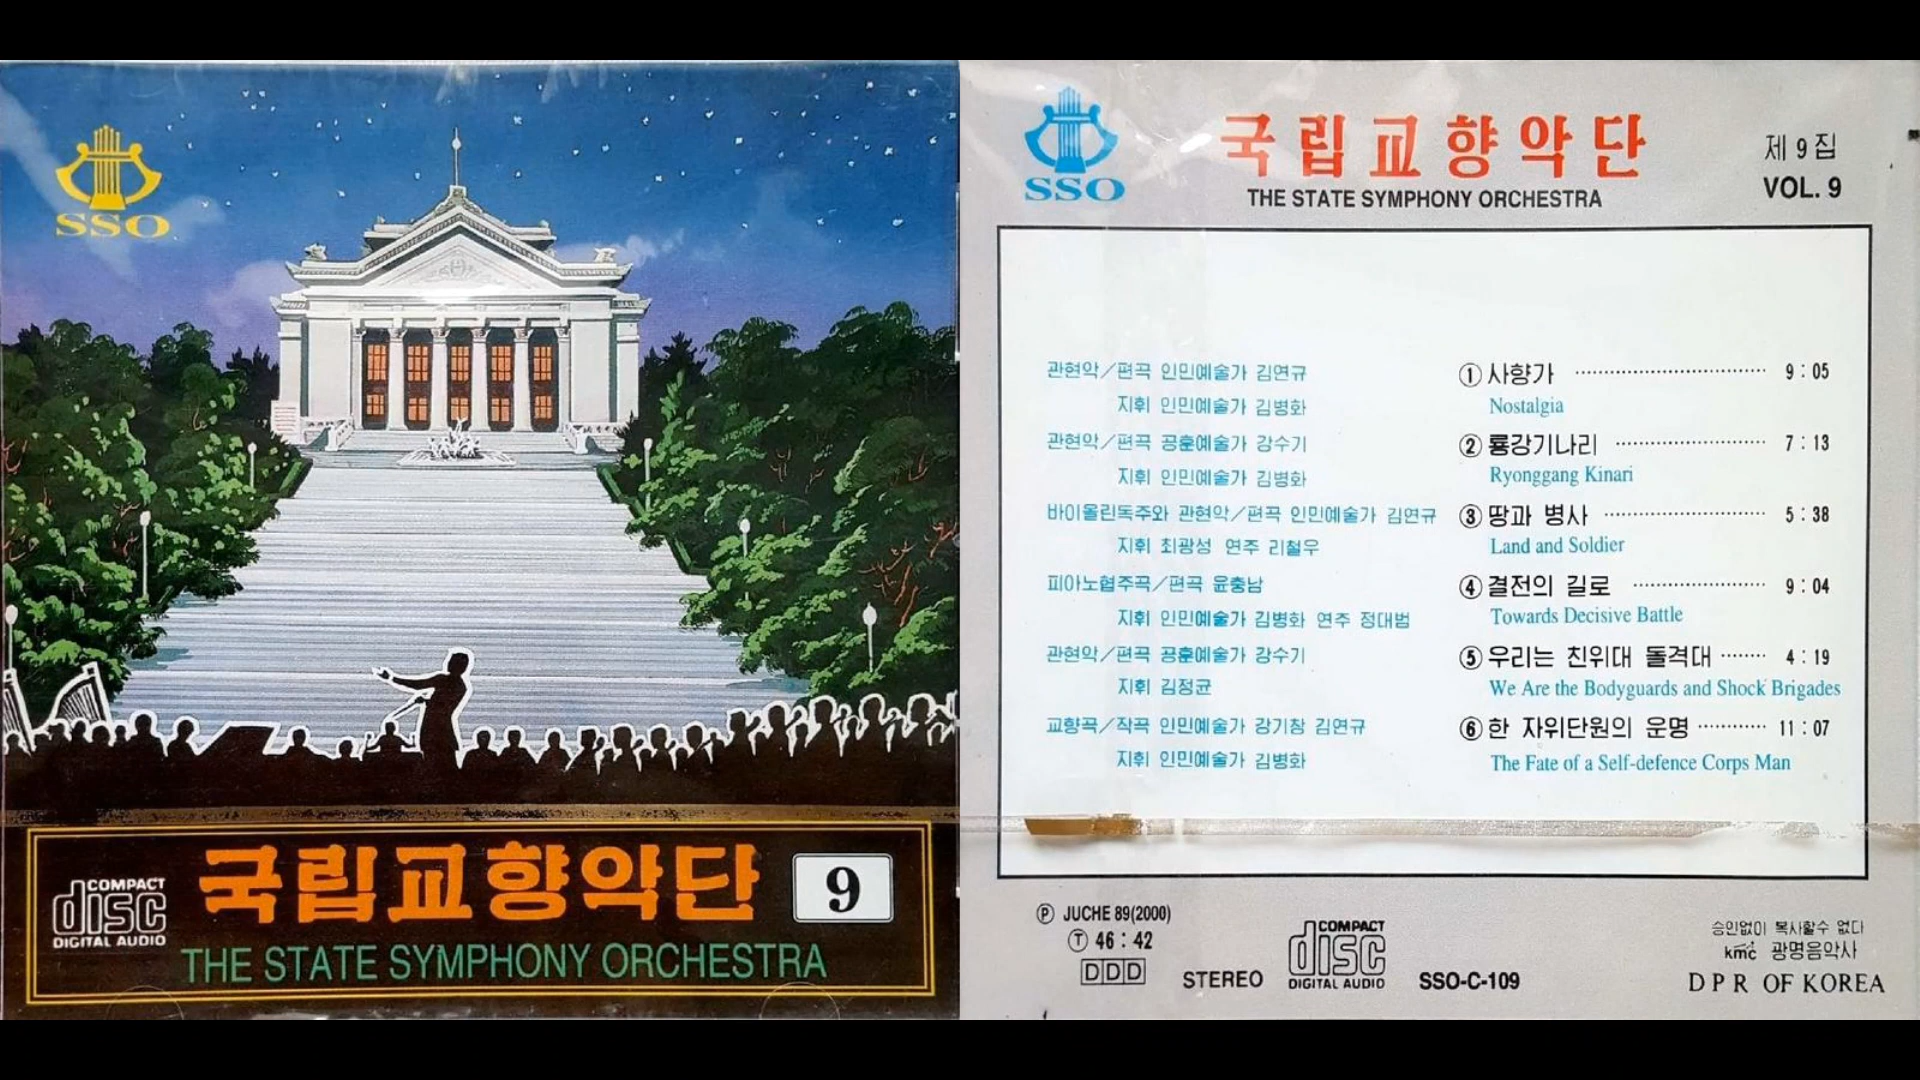 SSO
COMPACT
disc
DIGITAL AUDIO
국립교향악단
9
THE STATE SYMPHONY ORCHESTRA
SSO
국립교향악단
THE STATE SYMPHONY ORCHESTRA
제 9 집
VOL. 9
관현악/편곡 인민예술가 김연규 ① 사향가 9 : 05
지휘 인민예술가 김병화 Nostalgia
관현악/편곡 공훈예술가 강수기 ② 룡강기나리 7 : 13
지휘 인민예술가 김병화 Ryonggang Kinari
바이올린독주와 관현악/편곡 인민예술가 김연규 ③ 땅과 병사 5 : 38
지휘 최광성 연주 리철우 Land and Soldier
피아노협주곡/편곡 윤충남 ④ 결전의 길로 9 : 04
지휘 인민예술가 김병화 연주 정대범 Towards Decisive Battle
관현악/편곡 공훈예술가 강수기 ⑤ 우리는 친위대 돌격대 4 : 19
지휘 김정균 We Are the Bodyguards and Shock Brigades
교향곡/작곡 인민예술가 강기창 김연규 ⑥ 한 자위단원의 운명 11 : 07
지휘 인민예술가 김병화 The Fate of a Self-defence Corps Man
Ⓟ JUCHE 89(2000)
Ⓣ 46 : 42
DDD
STEREO
COMPACT
disc
DIGITAL AUDIO
SSO-C-109
승인없이 복사할수 없다
kmc 광명음악사
D P R OF KOREA